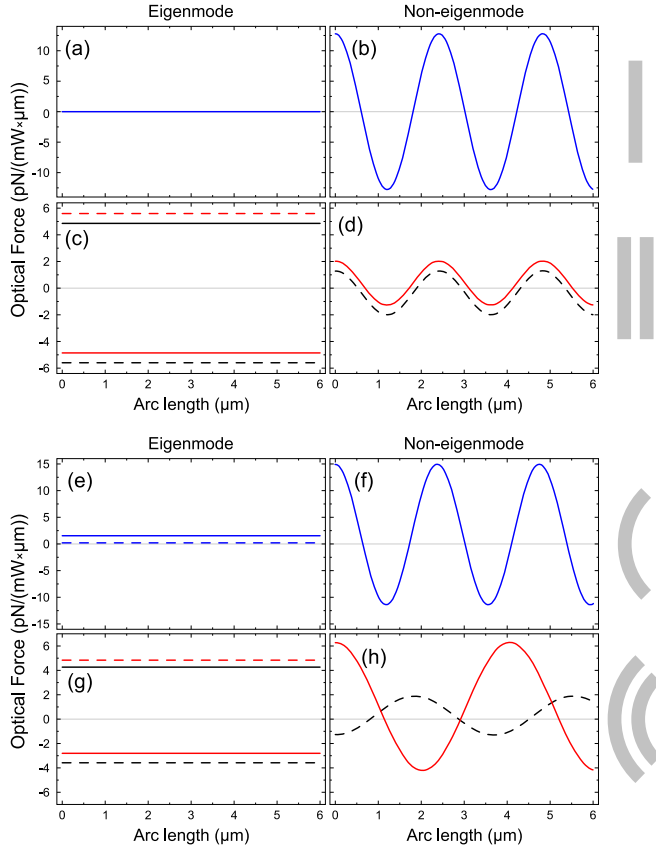 Eigenmode Non-eigenmode
(a) (b)
10
5
0
-5
-10
(c) (d)
6
4
2
0
-2
-4
-6
0 1 2 3 4 5 6 0 1 2 3 4 5 6
Arc length (μm) Arc length (μm)
Optical Force (pN/(mW×μm))
Eigenmode Non-eigenmode
(e) (f)
15
10
5
0
-5
-10
-15
(g) (h)
6
4
2
0
-2
-4
-6
0 1 2 3 4 5 6 0 1 2 3 4 5 6
Arc length (μm) Arc length (μm)
Optical Force (pN/(mW×μm))